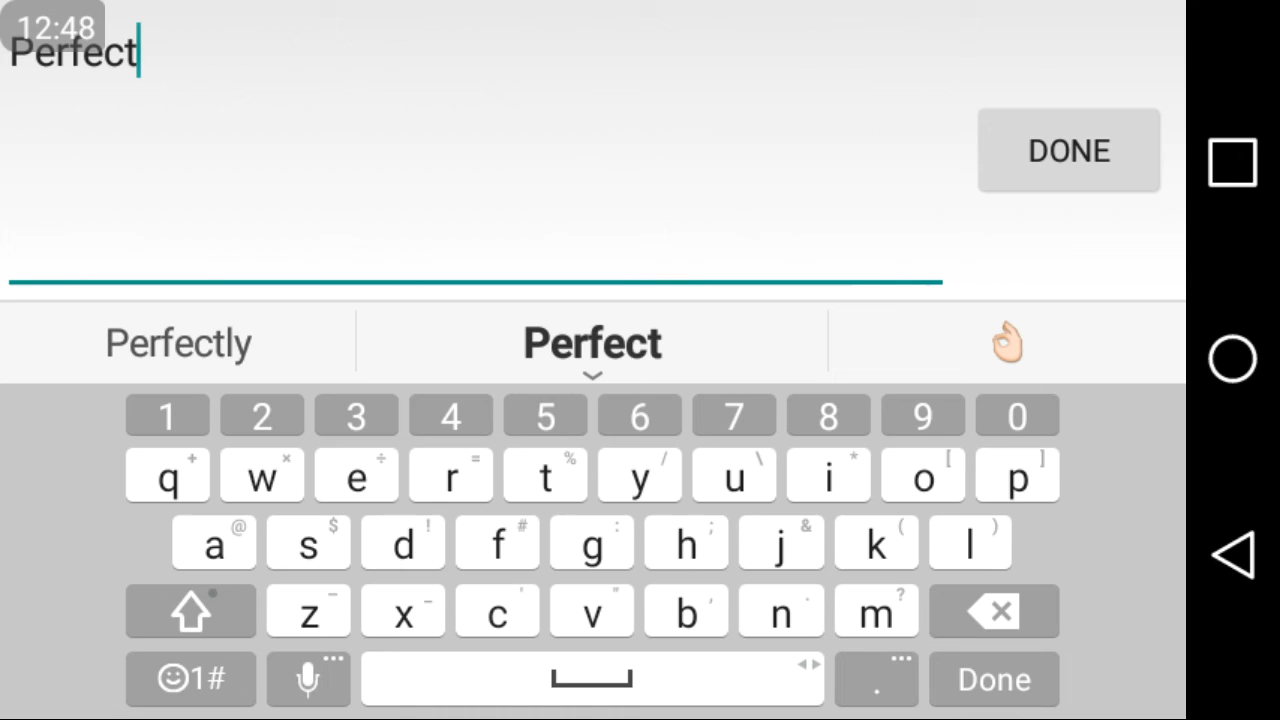 12:48
Perfect
DONE
Perfectly Perfect 👌🏻
1 2 3 4 5 6 7 8 9 0
q + w × e ÷ r = t % y / u \ i * o [ p ]
a @ s $ d ! f # g : h ; j & k ( l )
z − x _ c ' v " b , n . m ?
1# ... . ... Done